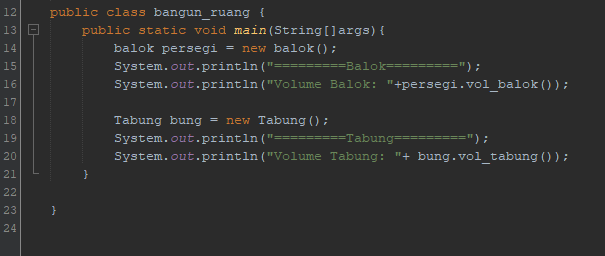 12 public class bangun_ruang {
13 public static void main(String[]args){
14 balok persegi = new balok();
15 System.out.println("=========Balok=========");
16 System.out.println("Volume Balok: "+persegi.vol_balok());
17
18 Tabung bung = new Tabung();
19 System.out.println("=========Tabung=========");
20 System.out.println("Volume Tabung: "+ bung.vol_tabung());
21 }
22
23 }
24